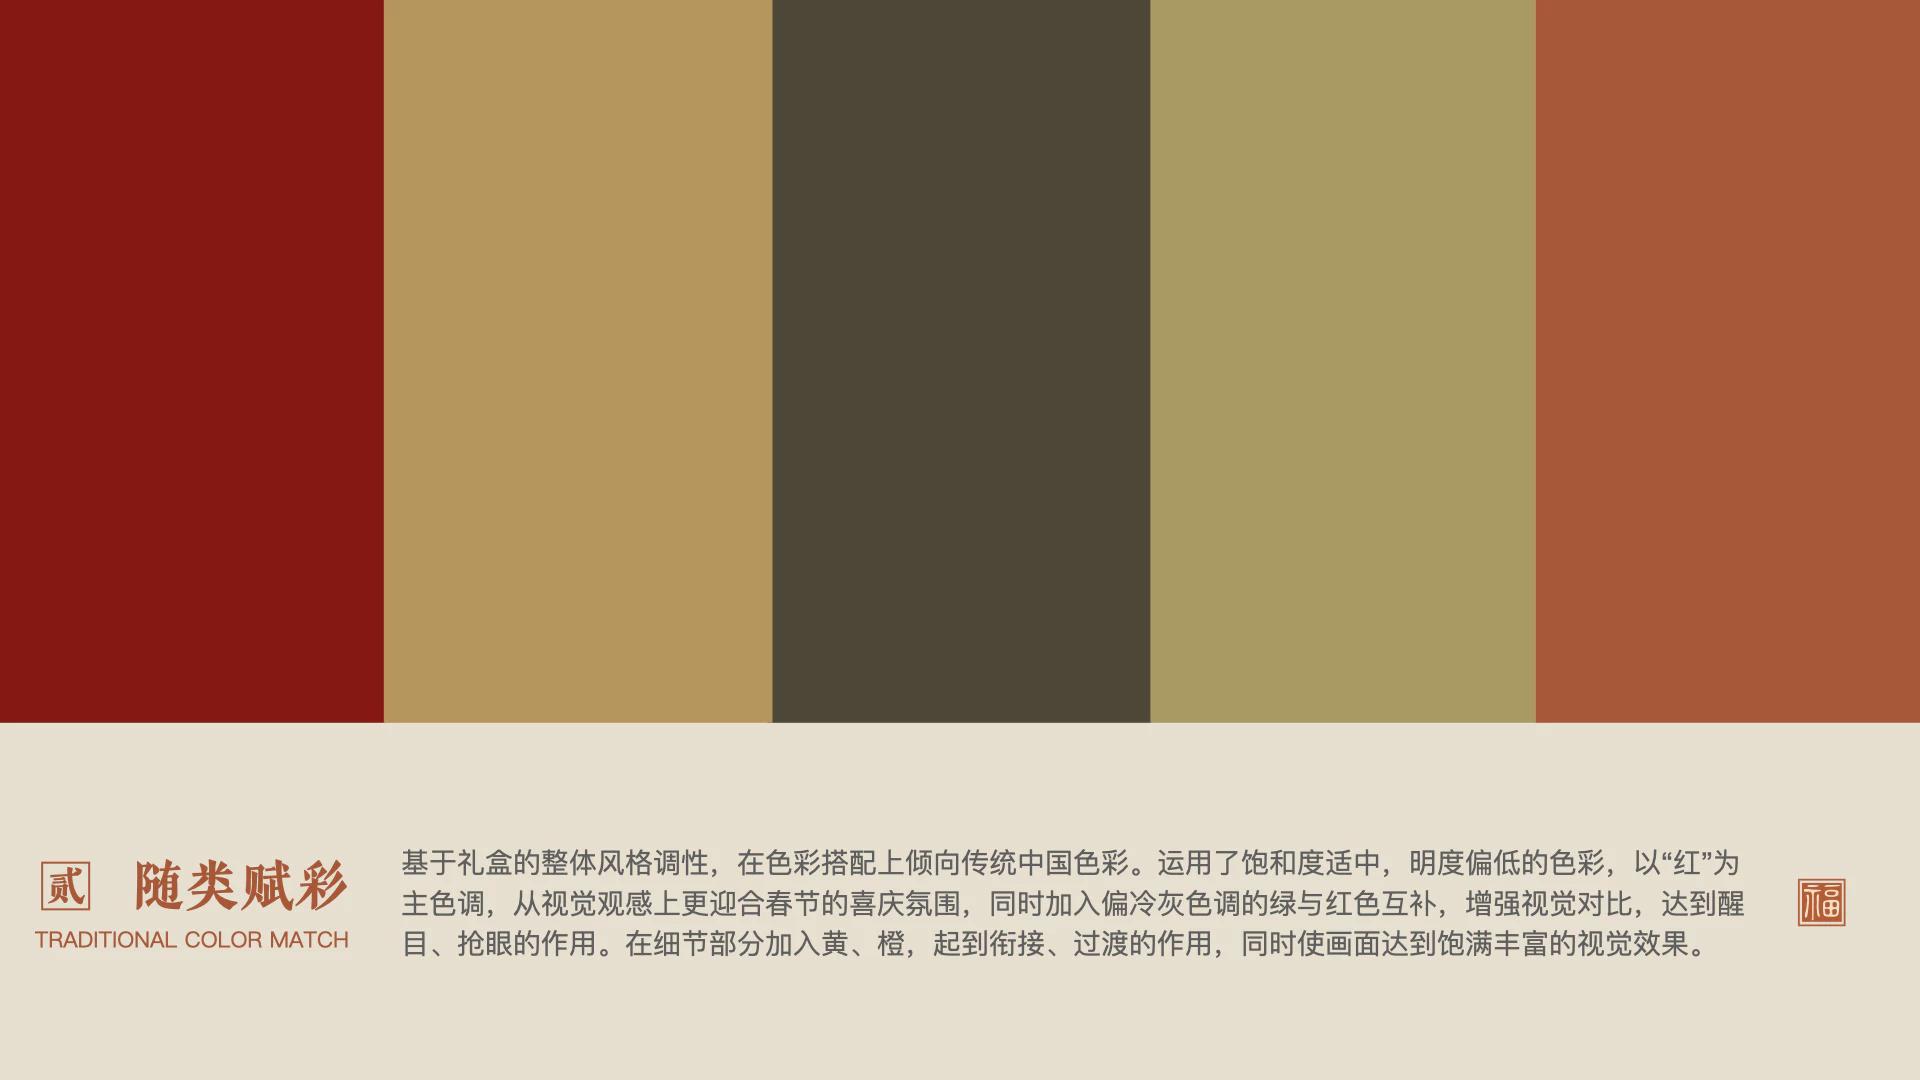 贰 随类赋彩
TRADITIONAL COLOR MATCH
基于礼盒的整体风格调性，在色彩搭配上倾向传统中国色彩。运用了饱和度适中，明度偏低的色彩，以“红”为
主色调，从视觉观感上更迎合春节的喜庆氛围，同时加入偏冷灰色调的绿与红色互补，增强视觉对比，达到醒
目、抢眼的作用。在细节部分加入黄、橙，起到衔接、过渡的作用，同时使画面达到饱满丰富的视觉效果。
福